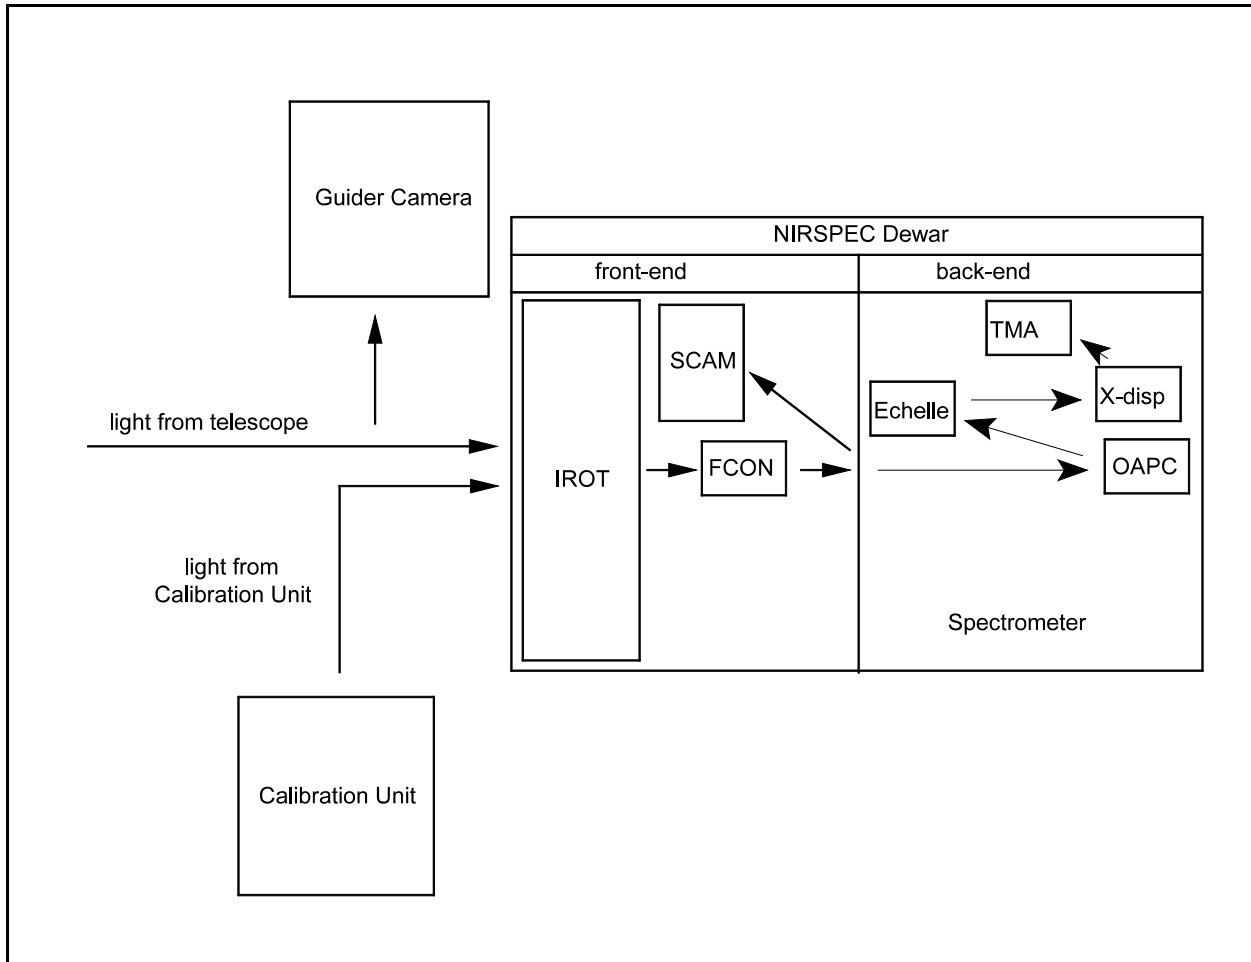 Guider Camera
NIRSPEC Dewar
front-end
back-end
TMA
SCAM
X-disp
Echelle
light from telescope
FCON
OAPC
IROT
light from
Calibration Unit
Spectrometer
Calibration Unit